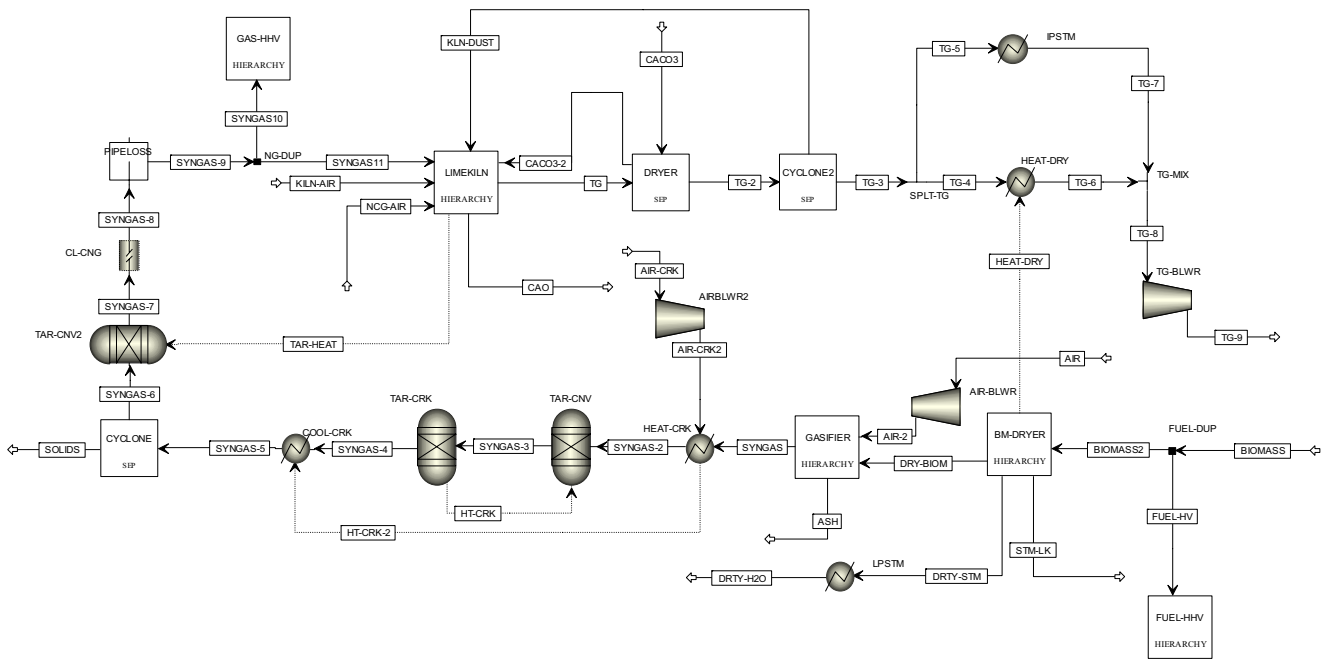 KLN-DUST
GAS-HHV
HIERARCHY
SYNGAS10
CACO3
TG-5
IPSTM
TG-7
PIPELOSS
SYNGAS-9
NG-DUP
SYNGAS11
KILN-AIR
NCG-AIR
LIMEKILN
HIERARCHY
CACO3-2
TG
DRYER
SEP
TG-2
CYCLONE2
SEP
TG-3
SPLT-TG
TG-4
HEAT-DRY
TG-6
TG-MIX
SYNGAS-8
CL-CNG
SYNGAS-7
TAR-CNV2
TAR-HEAT
CAO
AIR-CRK
AIRBLWR2
AIR-CRK2
HEAT-DRY
TG-8
TG-BLWR
TG-9
AIR
AIR-BLWR
AIR-2
SYNGAS-6
SOLIDS
CYCLONE
SEP
SYNGAS-5
COOL-CRK
SYNGAS-4
TAR-CRK
SYNGAS-3
TAR-CNV
SYNGAS-2
HEAT-CRK
SYNGAS
GASIFIER
HIERARCHY
DRY-BIOM
BM-DRYER
HIERARCHY
BIOMASS2
FUEL-DUP
BIOMASS
HT-CRK
HT-CRK-2
ASH
FUEL-HV
STM-LK
DRTY-H2O
LPSTM
DRTY-STM
FUEL-HHV
HIERARCHY